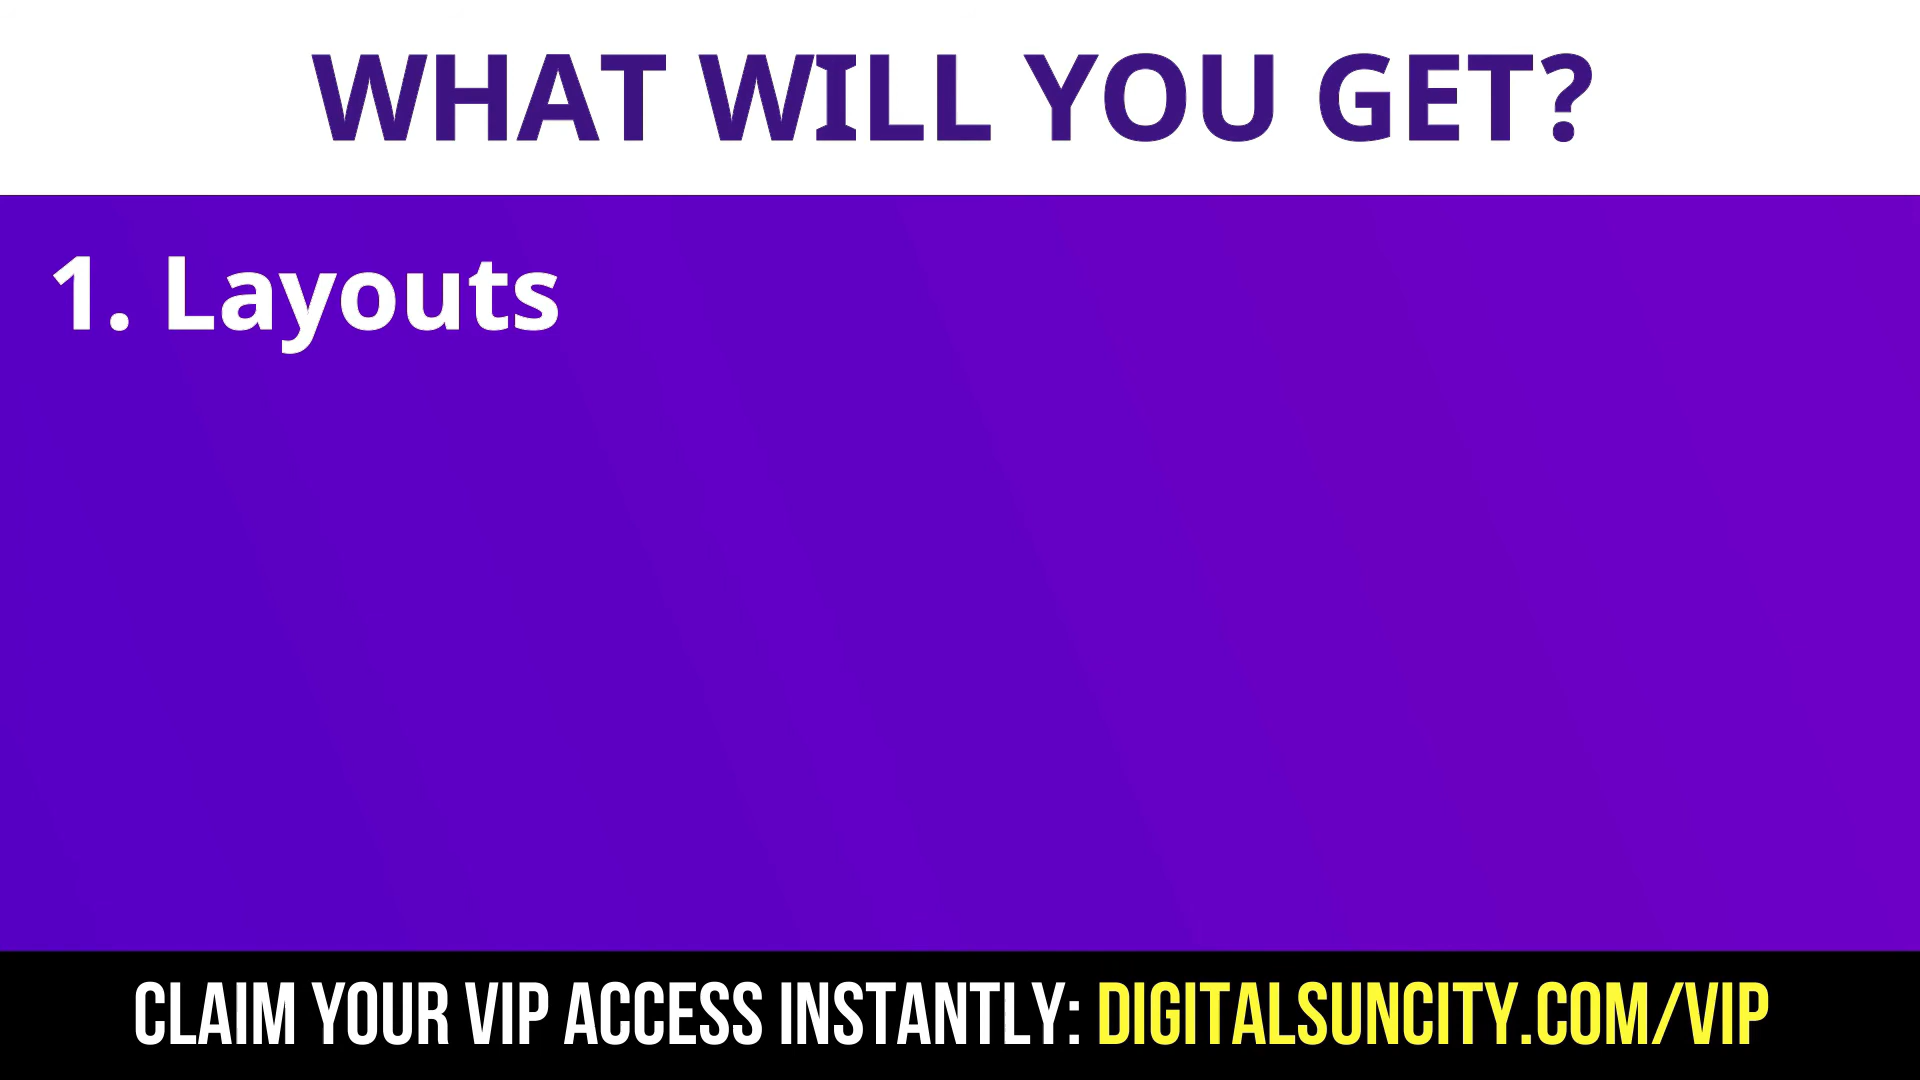 WHAT WILL YOU GET?
1. Layouts
CLAIM YOUR VIP ACCESS INSTANTLY: DIGITALSUNCITY.COM/VIP